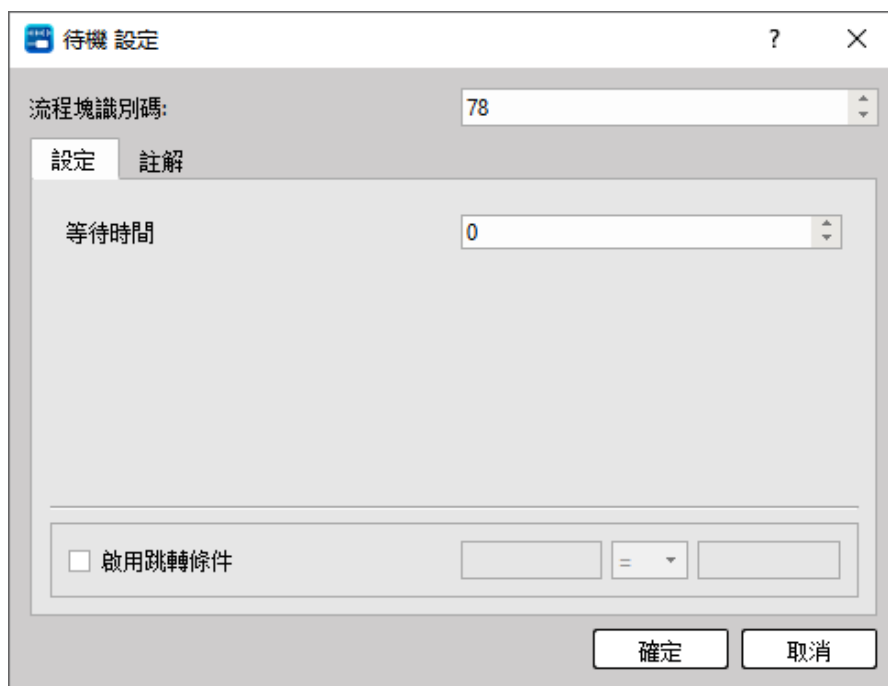 待機 設定 ?
流程塊識別碼: 78
設定 註解
等待時間 0
啟用跳轉條件 =
確定 取消